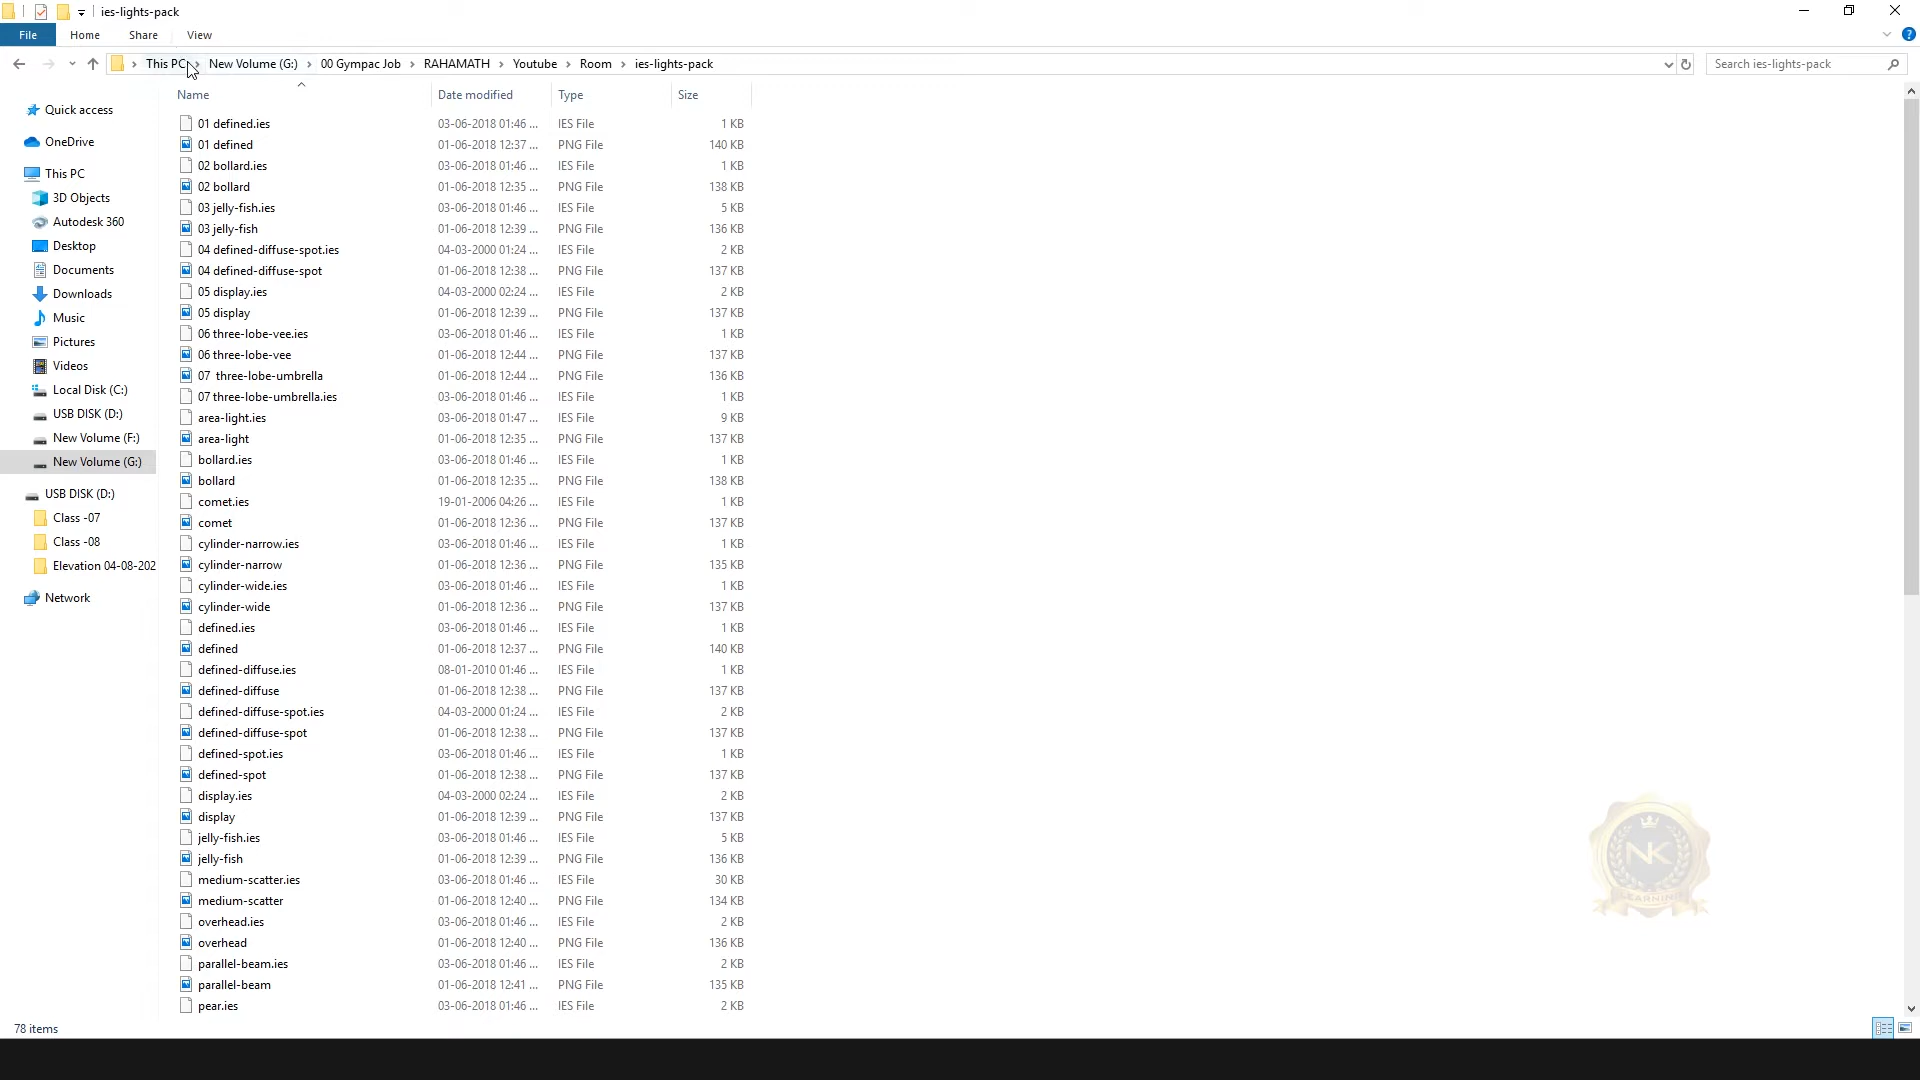 ies-lights-pack
File Home Share View
This PC New Volume (G:) 00 Gympac Job RAHAMATH Youtube Room ies-lights-pack Search ies-lights-pack
Name Date modified Type Size
Quick access
OneDrive
This PC
3D Objects
Autodesk 360
Desktop
Documents
Downloads
Music
Pictures
Videos
Local Disk (C:)
USB DISK (D:)
New Volume (F:)
New Volume (G:)
USB DISK (D:)
Class -07
Class -08
Elevation 04-08-202
Network
01 defined.ies 03-06-2018 01:46 ... IES File 1 KB
01 defined 01-06-2018 12:37 ... PNG File 140 KB
02 bollard.ies 03-06-2018 01:46 ... IES File 1 KB
02 bollard 01-06-2018 12:35 ... PNG File 138 KB
03 jelly-fish.ies 03-06-2018 01:46 ... IES File 5 KB
03 jelly-fish 01-06-2018 12:39 ... PNG File 136 KB
04 defined-diffuse-spot.ies 04-03-2000 01:24 ... IES File 2 KB
04 defined-diffuse-spot 01-06-2018 12:38 ... PNG File 137 KB
05 display.ies 04-03-2000 02:24 ... IES File 2 KB
05 display 01-06-2018 12:39 ... PNG File 137 KB
06 three-lobe-vee.ies 03-06-2018 01:46 ... IES File 1 KB
06 three-lobe-vee 01-06-2018 12:44 ... PNG File 137 KB
07  three-lobe-umbrella 01-06-2018 12:44 ... PNG File 136 KB
07 three-lobe-umbrella.ies 03-06-2018 01:46 ... IES File 1 KB
area-light.ies 03-06-2018 01:47 ... IES File 9 KB
area-light 01-06-2018 12:35 ... PNG File 137 KB
bollard.ies 03-06-2018 01:46 ... IES File 1 KB
bollard 01-06-2018 12:35 ... PNG File 138 KB
comet.ies 19-01-2006 04:26 ... IES File 1 KB
comet 01-06-2018 12:36 ... PNG File 137 KB
cylinder-narrow.ies 03-06-2018 01:46 ... IES File 1 KB
cylinder-narrow 01-06-2018 12:36 ... PNG File 135 KB
cylinder-wide.ies 03-06-2018 01:46 ... IES File 1 KB
cylinder-wide 01-06-2018 12:36 ... PNG File 137 KB
defined.ies 03-06-2018 01:46 ... IES File 1 KB
defined 01-06-2018 12:37 ... PNG File 140 KB
defined-diffuse.ies 08-01-2010 01:46 ... IES File 1 KB
defined-diffuse 01-06-2018 12:38 ... PNG File 137 KB
defined-diffuse-spot.ies 04-03-2000 01:24 ... IES File 2 KB
defined-diffuse-spot 01-06-2018 12:38 ... PNG File 137 KB
defined-spot.ies 03-06-2018 01:46 ... IES File 1 KB
defined-spot 01-06-2018 12:38 ... PNG File 137 KB
display.ies 04-03-2000 02:24 ... IES File 2 KB
display 01-06-2018 12:39 ... PNG File 137 KB
jelly-fish.ies 03-06-2018 01:46 ... IES File 5 KB
jelly-fish 01-06-2018 12:39 ... PNG File 136 KB
medium-scatter.ies 03-06-2018 01:46 ... IES File 30 KB
medium-scatter 01-06-2018 12:40 ... PNG File 134 KB
overhead.ies 03-06-2018 01:46 ... IES File 2 KB
overhead 01-06-2018 12:40 ... PNG File 136 KB
parallel-beam.ies 03-06-2018 01:46 ... IES File 2 KB
parallel-beam 01-06-2018 12:41 ... PNG File 135 KB
pear.ies 03-06-2018 01:46 ... IES File 2 KB
NK
LEARNING
78 items